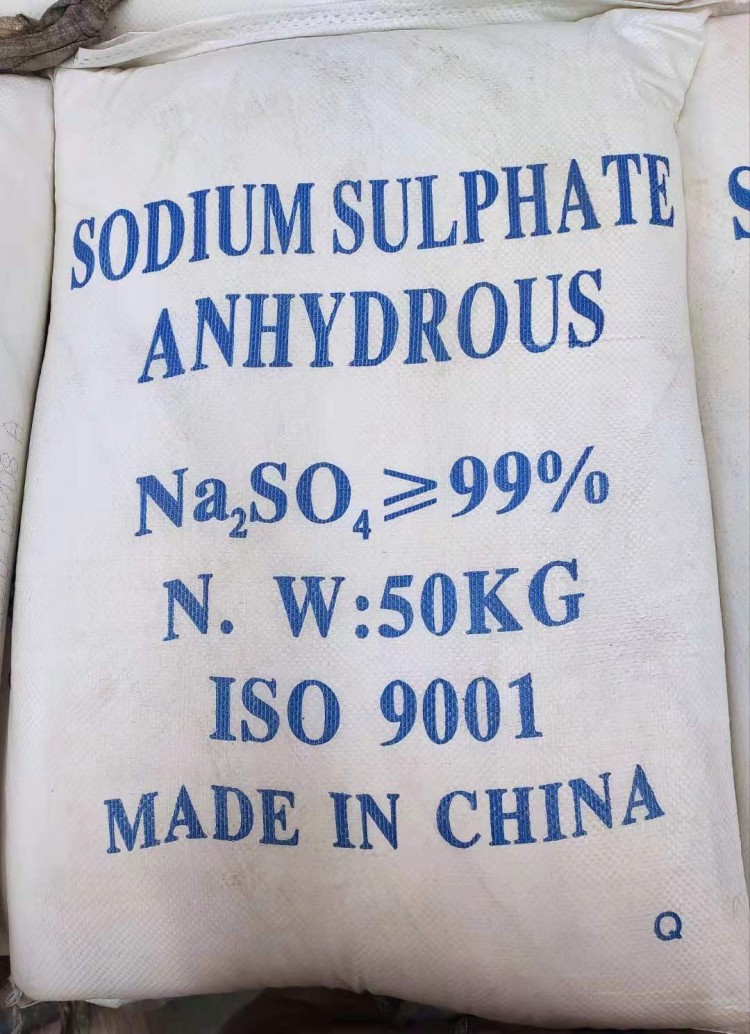 SODIUM SULPHATE
ANHYDROUS
Na₂SO₄≥99%
N. W:50KG
ISO 9001
MADE IN CHINA
Q
S